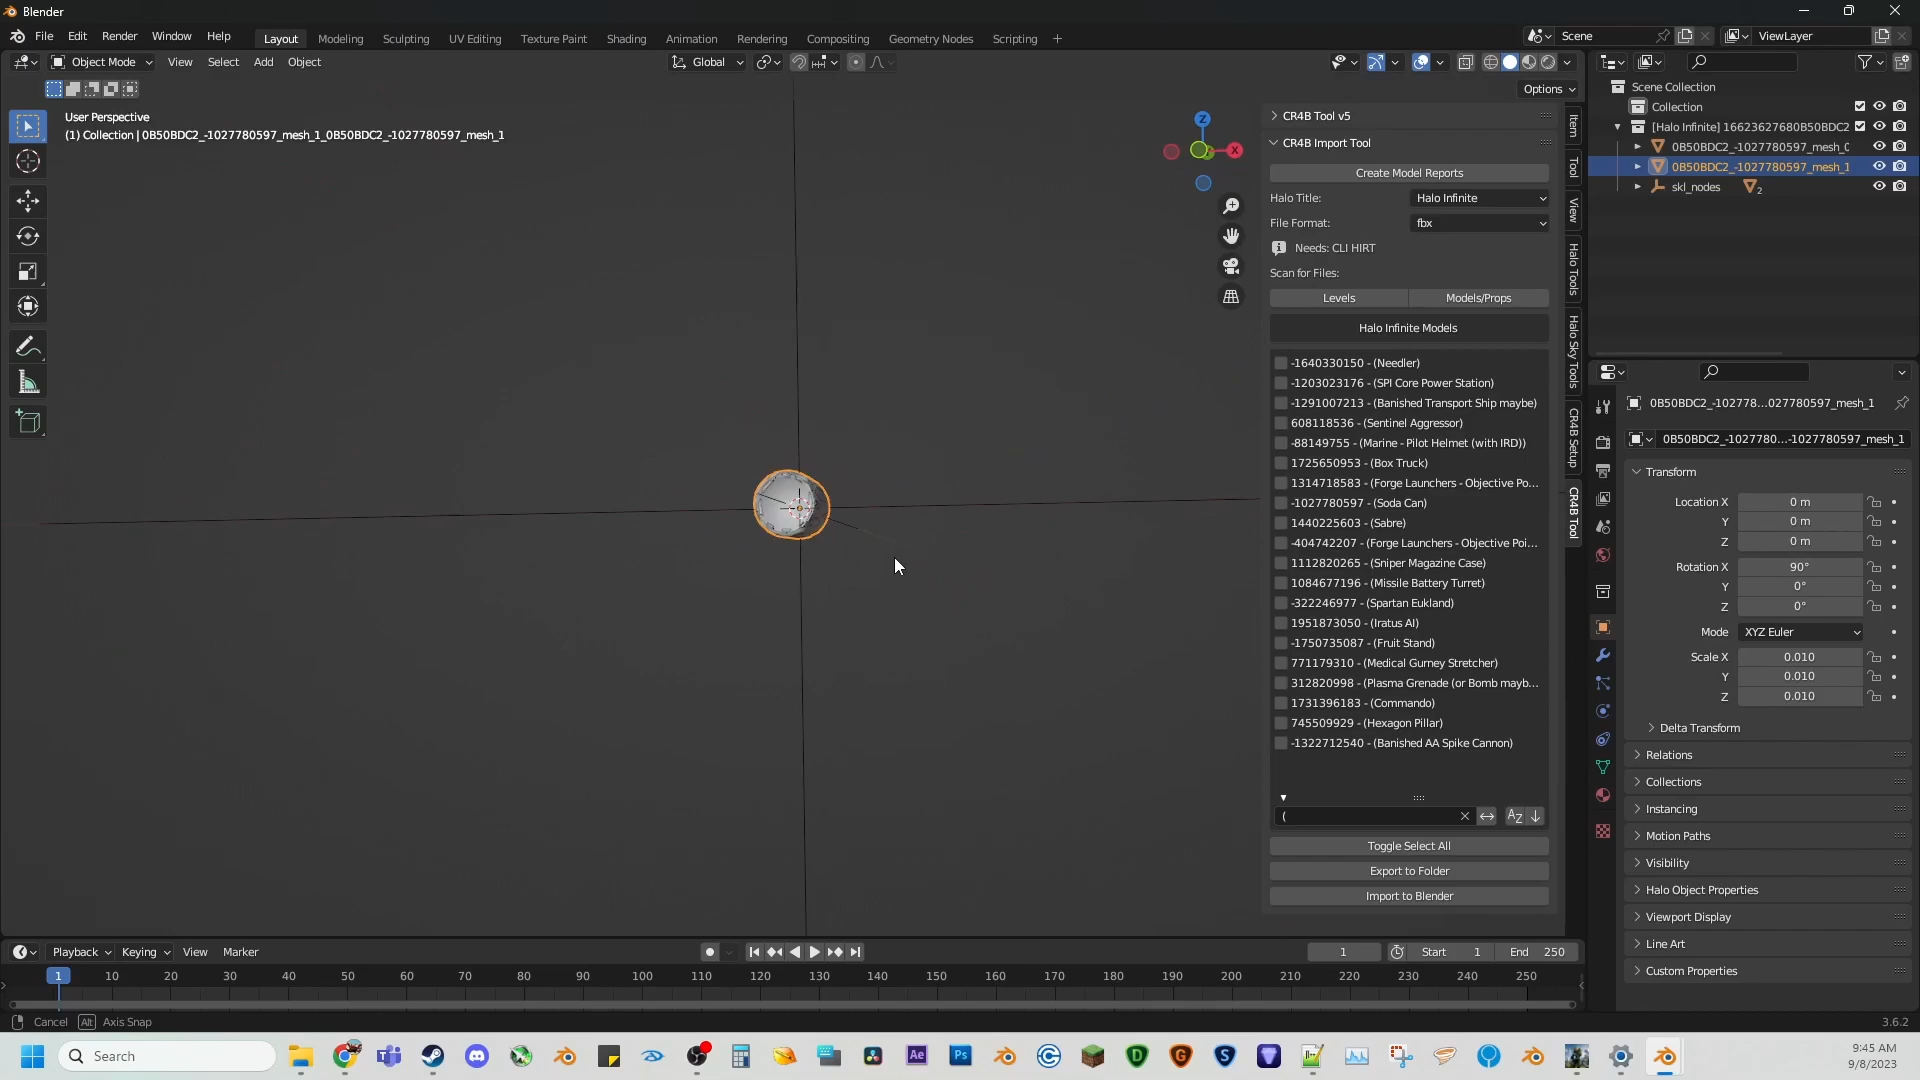 Blender
File Edit Render Window Help
Layout Modeling Sculpting UV Editing Texture Paint Shading Animation Rendering Compositing Geometry Nodes Scripting +
Scene
ViewLayer
Object Mode View Select Add Object
Global
Options
User Perspective
(1) Collection | 0B50BDC2_-1027780597_mesh_1_0B50BDC2_-1027780597_mesh_1
Z
X
CR4B Tool v5
CR4B Import Tool
Create Model Reports
Halo Title: Halo Infinite
File Format: fbx
Needs: CLI HIRT
Scan for Files:
Levels Models/Props
Halo Infinite Models
-1640330150 - (Needler)
-1203023176 - (SPI Core Power Station)
-1291007213 - (Banished Transport Ship maybe)
608118536 - (Sentinel Aggressor)
-88149755 - (Marine - Pilot Helmet (with IRD))
1725650953 - (Box Truck)
1314718583 - (Forge Launchers - Objective Po...
-1027780597 - (Soda Can)
1440225603 - (Sabre)
-404742207 - (Forge Launchers - Objective Poi...
1112820265 - (Sniper Magazine Case)
1084677196 - (Missile Battery Turret)
-322246977 - (Spartan Eukland)
1951873050 - (Iratus AI)
-1750735087 - (Fruit Stand)
771179310 - (Medical Gurney Stretcher)
312820998 - (Plasma Grenade (or Bomb mayb...
1731396183 - (Commando)
745509929 - (Hexagon Pillar)
-1322712540 - (Banished AA Spike Cannon)
(
AZ
Toggle Select All
Export to Folder
Import to Blender
Item
Tool
View
Halo Tools
Halo Sky Tools
CR4B Setup
CR4B Tool
Scene Collection
Collection
[Halo Infinite] 16623627680B50BDC2
0B50BDC2_-1027780597_mesh_0
0B50BDC2_-1027780597_mesh_1
skl_nodes 2
0B50BDC2_-102778...027780597_mesh_1
0B50BDC2_-1027780...-1027780597_mesh_1
Transform
Location X 0 m
Y 0 m
Z 0 m
Rotation X 90°
Y 0°
Z 0°
Mode XYZ Euler
Scale X 0.010
Y 0.010
Z 0.010
Delta Transform
Relations
Collections
Instancing
Motion Paths
Visibility
Halo Object Properties
Viewport Display
Line Art
Custom Properties
Playback Keying View Marker
1 Start 1 End 250
1 10 20 30 40 50 60 70 80 90 100 110 120 130 140 150 160 170 180 190 200 210 220 230 240 250
Cancel Alt Axis Snap
3.6.2
Search
Ae
Ps
D
G
S
9:45 AM
9/8/2023